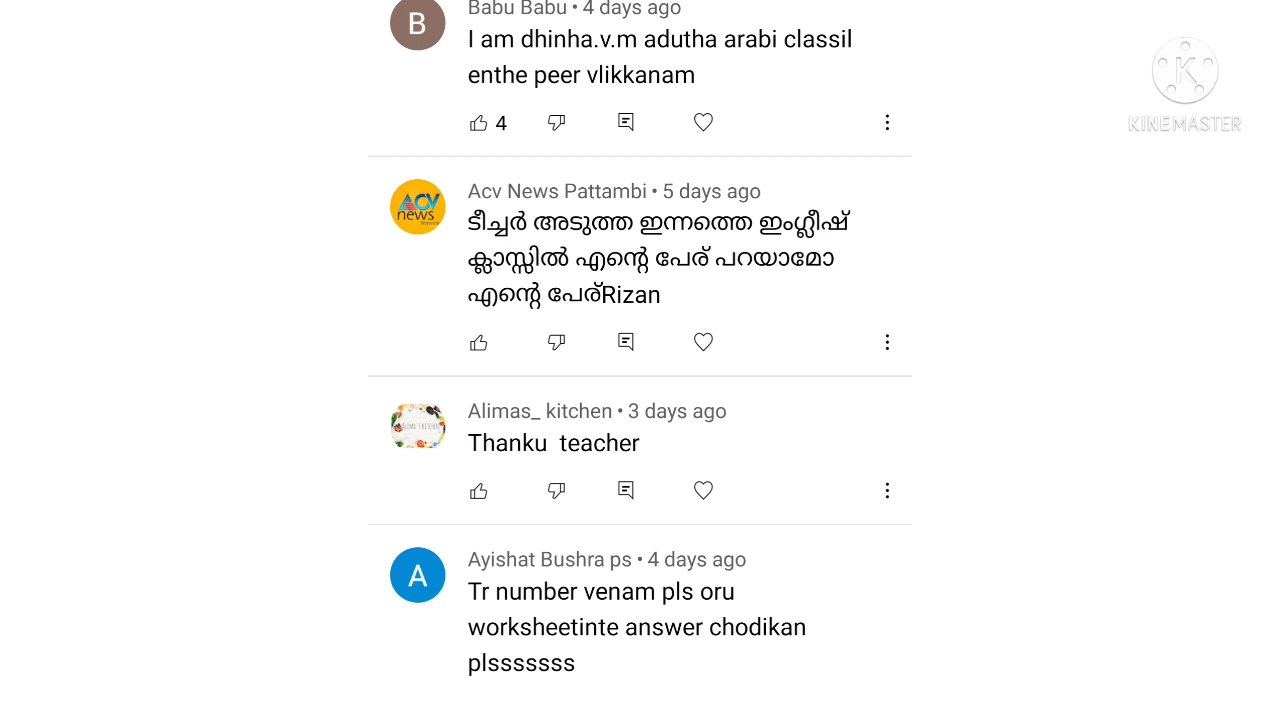 B
Babu Babu • 4 days ago
I am dhinha.v.m adutha arabi classil
enthe peer vlikkanam
4
KINEMASTER
ACV
news
Acv News Pattambi • 5 days ago
ടീച്ചർ അടുത്ത ഇന്നത്തെ ഇംഗ്ലീഷ്
ക്ലാസ്സിൽ എന്റെ പേര് പറയാമോ
എന്റെ പേര്Rizan
Alimas_ kitchen • 3 days ago
Thanku  teacher
A
Ayishat Bushra ps • 4 days ago
Tr number venam pls oru
worksheetinte answer chodikan
plsssssss